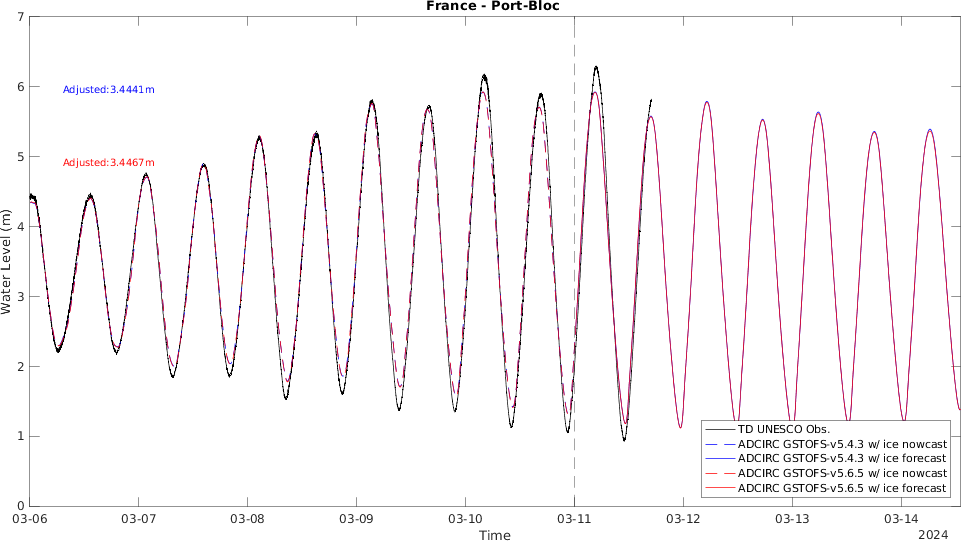 France - Port-Bloc
7
6
5
4
3
2
1
0
Water Level (m)
Adjusted:3.4441m
Adjusted:3.4467m
TD UNESCO Obs.
ADCIRC GSTOFS-v5.4.3 w/ ice nowcast
ADCIRC GSTOFS-v5.4.3 w/ ice forecast
ADCIRC GSTOFS-v5.6.5 w/ ice nowcast
ADCIRC GSTOFS-v5.6.5 w/ ice forecast
03-06 03-07 03-08 03-09 03-10 03-11 03-12 03-13 03-14
Time
2024